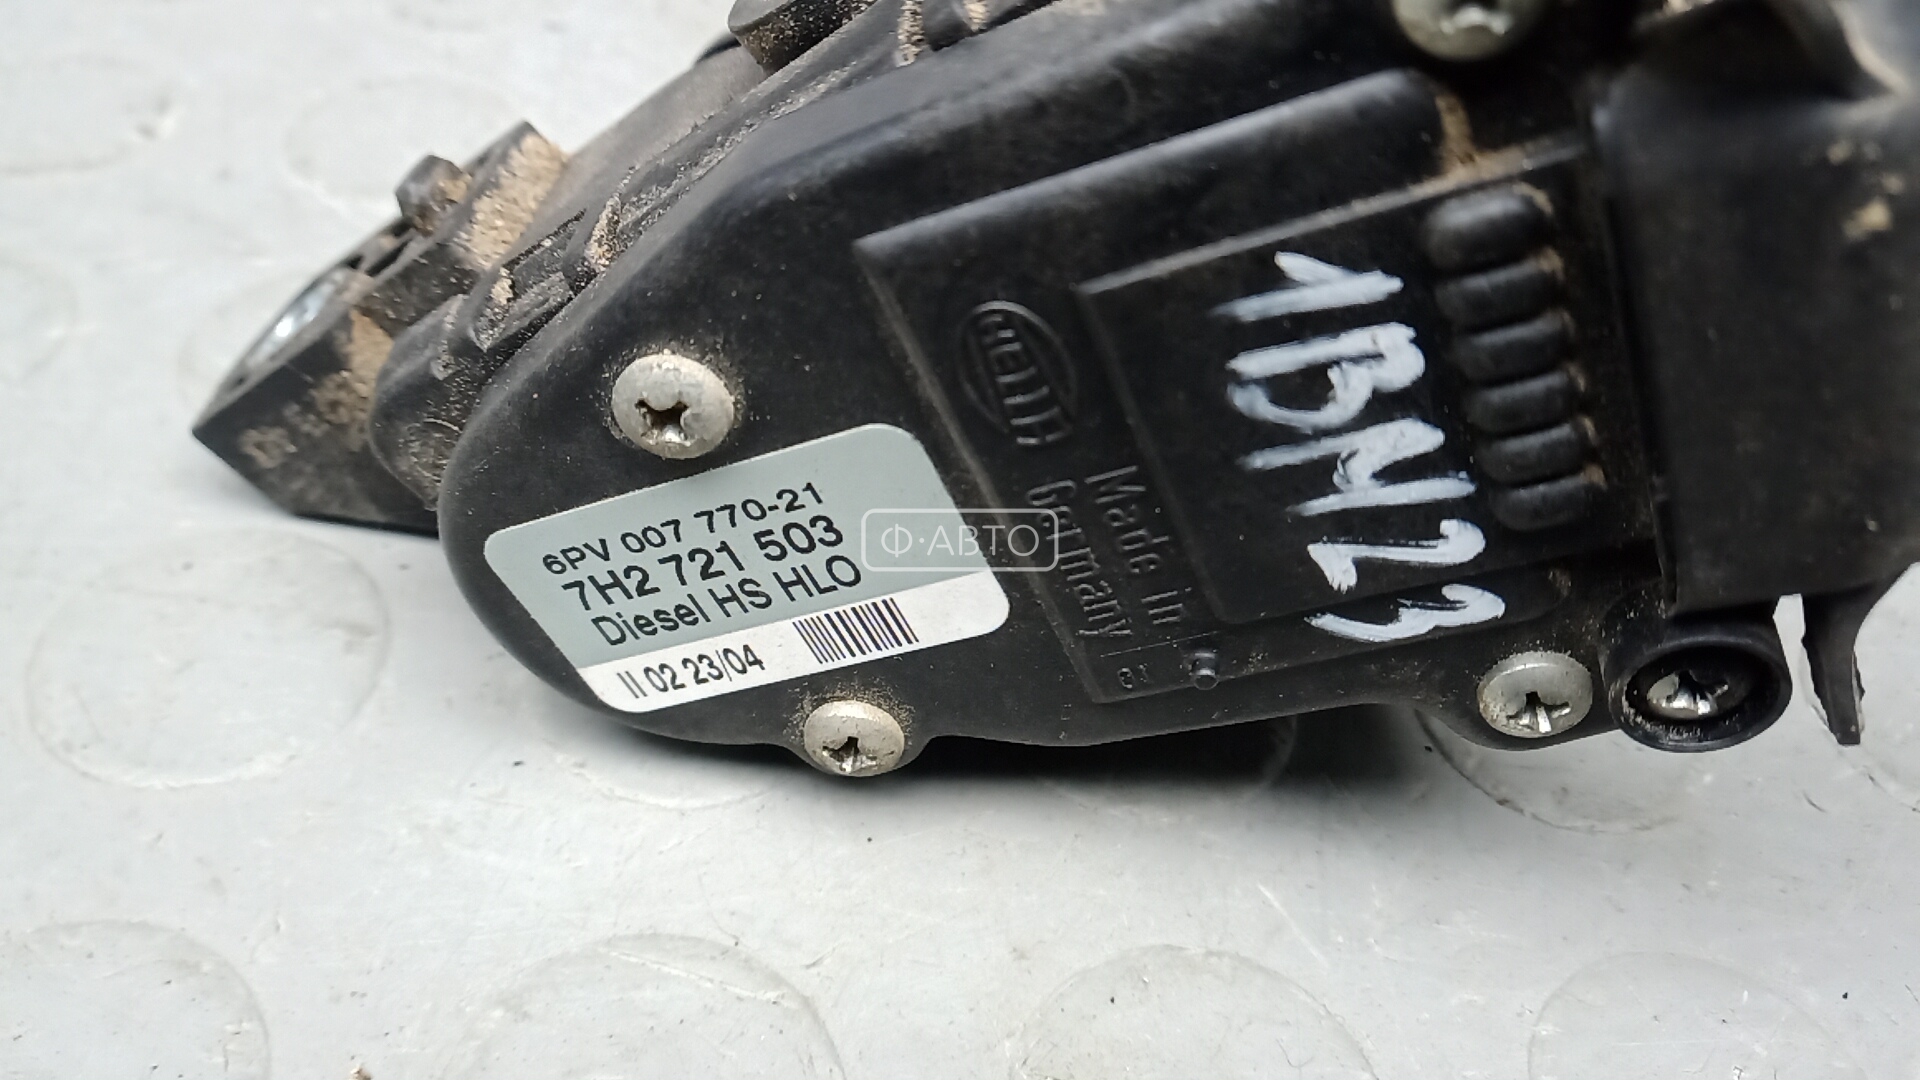 6PV 007 770-21
7H2 721 503
Diesel HS HLO
II 02 23/04
HELLA
Made in
Germany
1BN23
Ф·АВТО